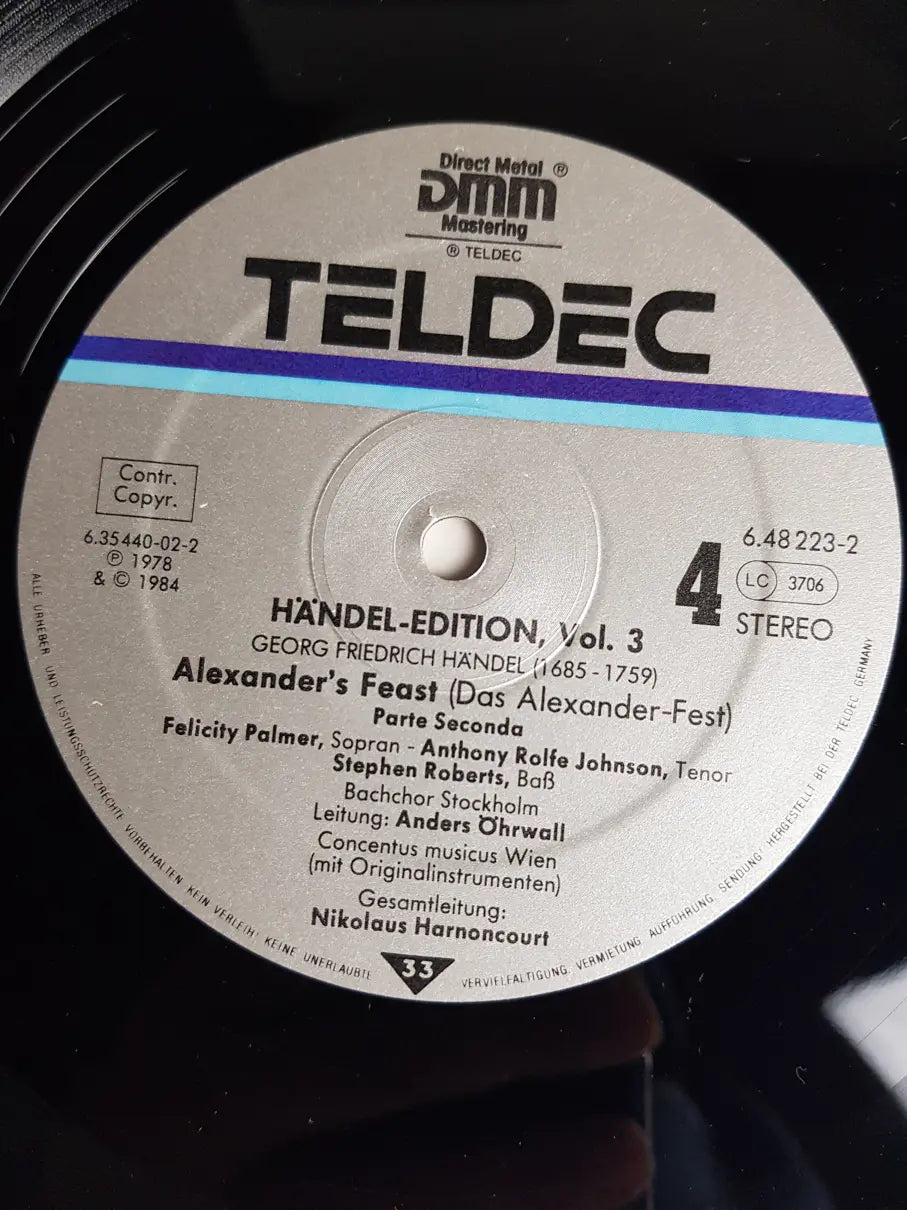 Direct Metal ®
DMM
Mastering
® TELDEC
TELDEC
Contr.
Copyr.
6.35440-02-2
℗ 1978
& © 1984
6.48223-2
4
LC 3706
STEREO
HÄNDEL-EDITION, Vol. 3
GEORG FRIEDRICH HÄNDEL (1685-1759)
Alexander's Feast (Das Alexander-Fest)
Parte Seconda
Felicity Palmer, Sopran - Anthony Rolfe Johnson, Tenor
Stephen Roberts, Baß
Bachchor Stockholm
Leitung: Anders Öhrwall
Concentus musicus Wien
(mit Originalinstrumenten)
Gesamtleitung:
Nikolaus Harnoncourt
33
ALLE URHEBER UND LEISTUNGSSCHUTZRECHTE VORBEHALTEN KEIN VERLEIH! KEINE UNERLAUBTE VERVIELFÄLTIGUNG, VERMIETUNG, AUFFÜHRUNG, SENDUNG! HERGESTELLT BEI DER TELDEC GERMANY